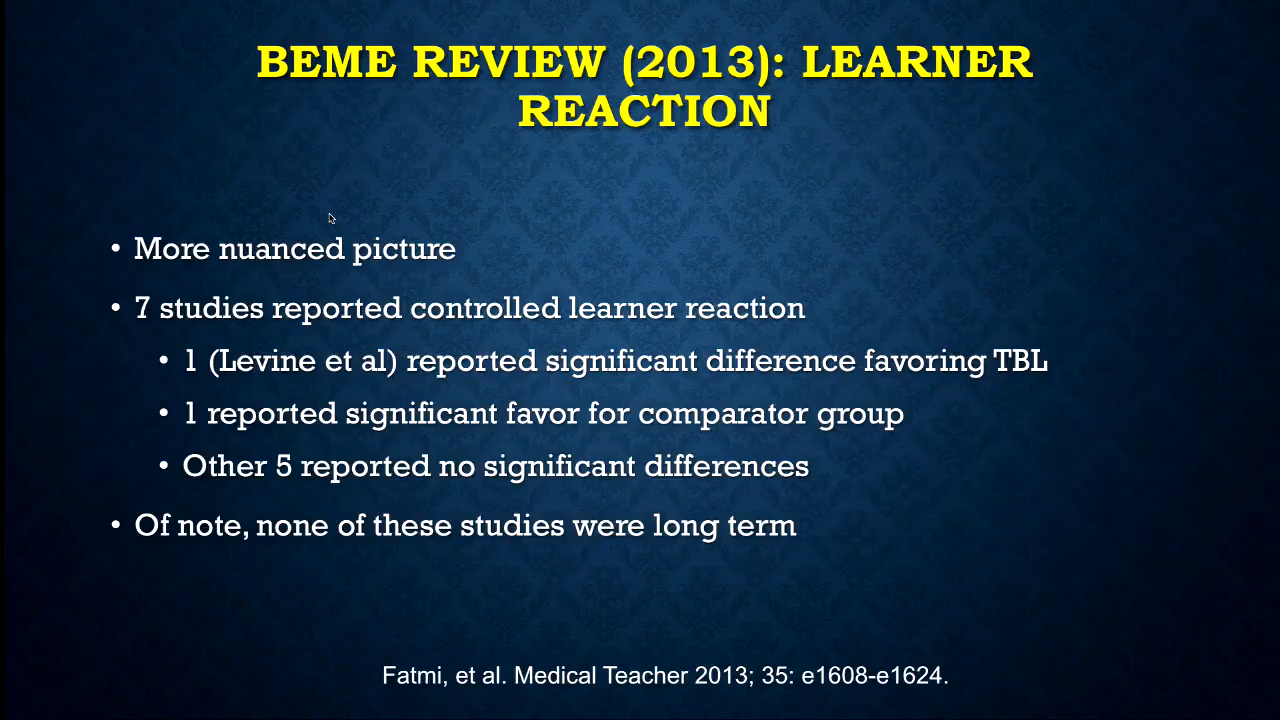 BEME REVIEW (2013): LEARNER
REACTION
• More nuanced picture
• 7 studies reported controlled learner reaction
• 1 (Levine et al) reported significant difference favoring TBL
• 1 reported significant favor for comparator group
• Other 5 reported no significant differences
• Of note, none of these studies were long term
Fatmi, et al. Medical Teacher 2013; 35: e1608-e1624.